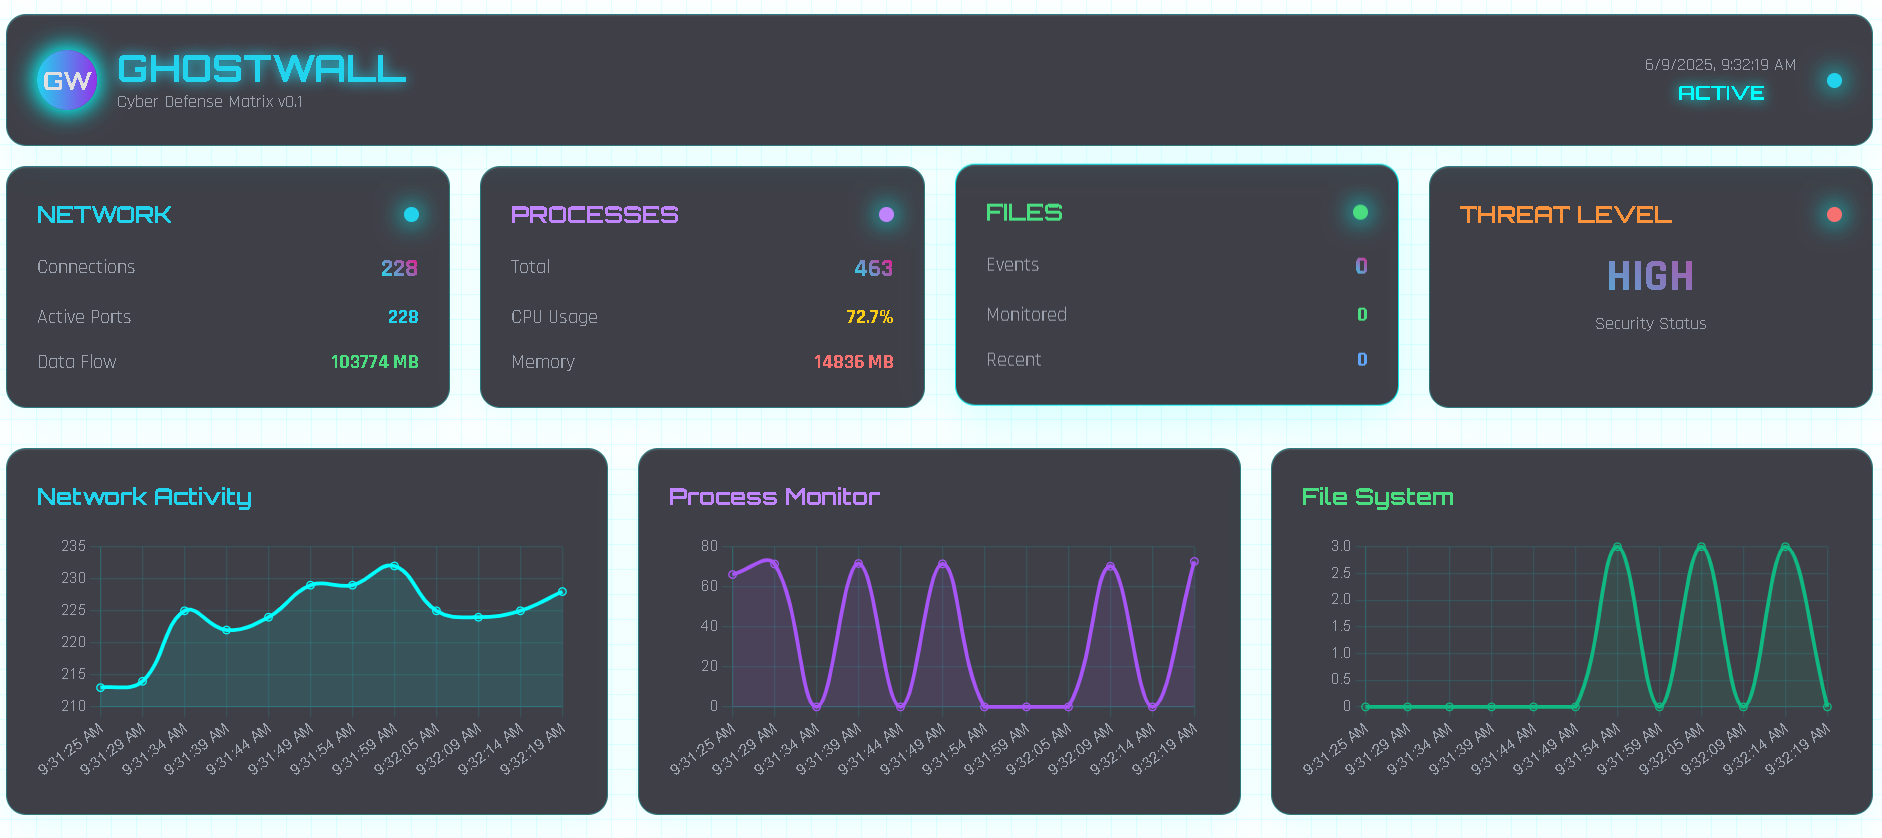 GW
GHOSTWALL
Cyber Defense Matrix v0.1
6/9/2025, 9:32:19 AM
ACTIVE
NETWORK
Connections 228
Active Ports 228
Data Flow 103774 MB
PROCESSES
Total 463
CPU Usage 72.7%
Memory 14836 MB
FILES
Events 0
Monitored 0
Recent 0
THREAT LEVEL
HIGH
Security Status
Network Activity
235
230
225
220
215
210
9:31:25 AM
9:31:29 AM
9:31:34 AM
9:31:39 AM
9:31:44 AM
9:31:49 AM
9:31:54 AM
9:31:59 AM
9:32:05 AM
9:32:09 AM
9:32:14 AM
9:32:19 AM
Process Monitor
80
60
40
20
0
9:31:25 AM
9:31:29 AM
9:31:34 AM
9:31:39 AM
9:31:44 AM
9:31:49 AM
9:31:54 AM
9:31:59 AM
9:32:05 AM
9:32:09 AM
9:32:14 AM
9:32:19 AM
File System
3.0
2.5
2.0
1.5
1.0
0.5
0
9:31:25 AM
9:31:29 AM
9:31:34 AM
9:31:39 AM
9:31:44 AM
9:31:49 AM
9:31:54 AM
9:31:59 AM
9:32:05 AM
9:32:09 AM
9:32:14 AM
9:32:19 AM